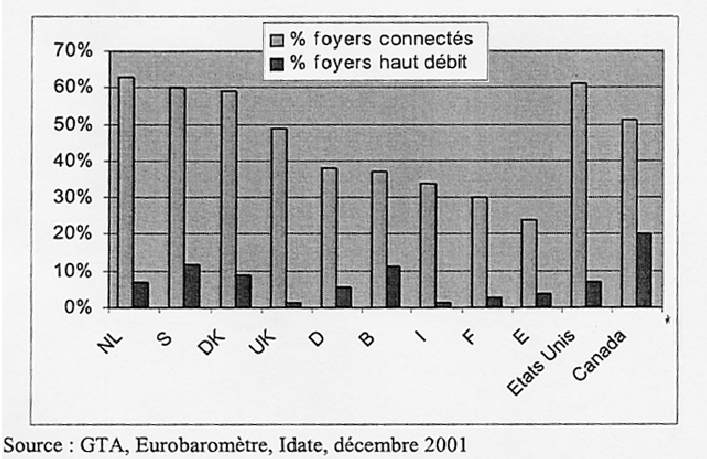 % foyers connectés
% foyers haut débit
70%
60%
50%
40%
30%
20%
10%
0%
NL
S
DK
UK
D
B
I
F
E
Etats Unis
Canada
*
Source : GTA, Eurobaromètre, Idate, décembre 2001